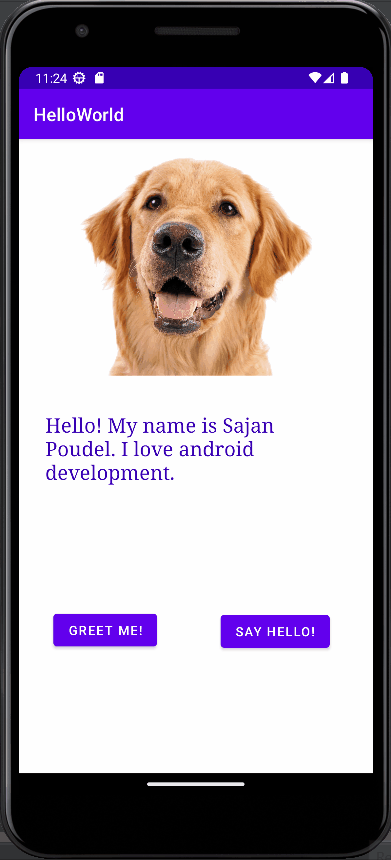 11:24
HelloWorld
Hello! My name is Sajan
Poudel. I love android
development.
GREET ME!
SAY HELLO!